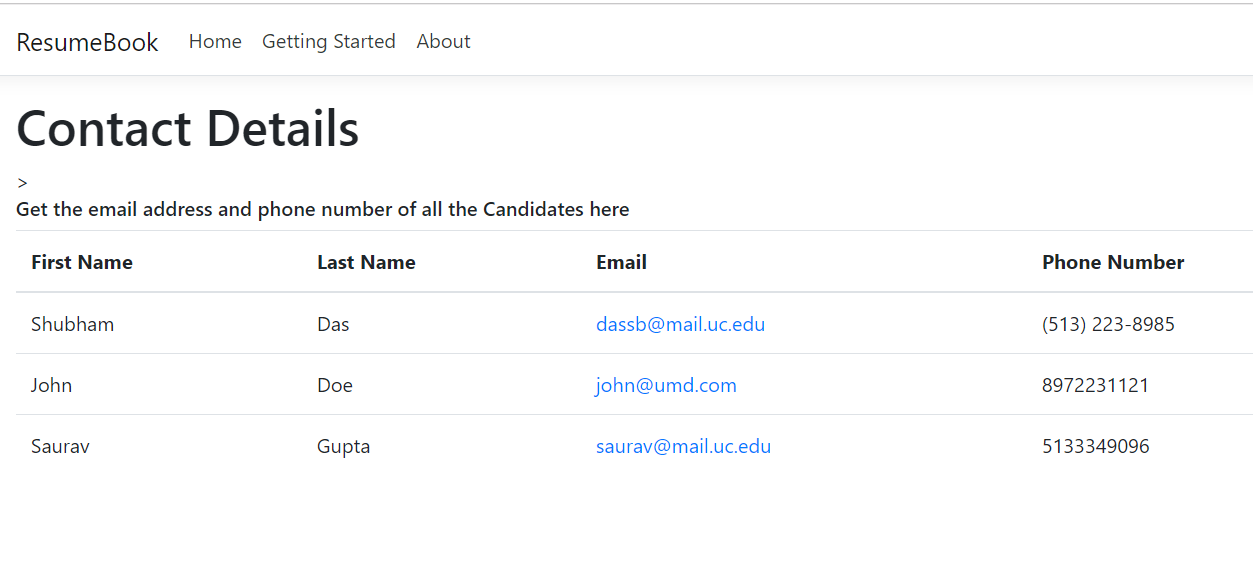 ResumeBook Home Getting Started About
Contact Details
>
Get the email address and phone number of all the Candidates here
First Name Last Name Email Phone Number
Shubham Das dassb@mail.uc.edu (513) 223-8985
John Doe john@umd.com 8972231121
Saurav Gupta saurav@mail.uc.edu 5133349096